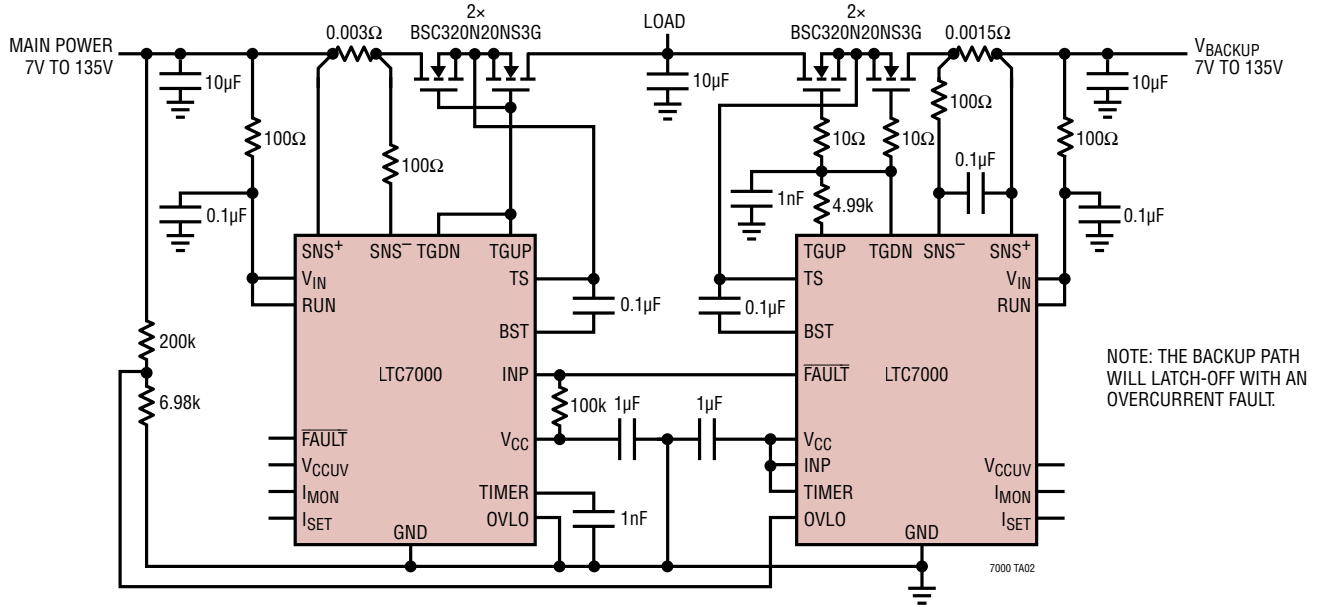 MAIN POWER
7V TO 135V
10µF
100Ω
0.1µF
0.003Ω
100Ω
2×
BSC320N20NS3G
LOAD
10µF
2×
BSC320N20NS3G
0.0015Ω
VBACKUP
7V TO 135V
10µF
10Ω
10Ω
1nF
4.99k
100Ω
0.1µF
100Ω
0.1µF
SNS+
SNS–
TGDN
TGUP
VIN
RUN
TS
BST
0.1µF
LTC7000
INP
200k
6.98k
FAULT
VCCUV
IMON
ISET
GND
VCC
TIMER
OVLO
100k
1µF
1µF
1nF
TGUP
TGDN
SNS–
SNS+
TS
BST
0.1µF
VIN
RUN
FAULT
LTC7000
VCC
INP
TIMER
OVLO
VCCUV
IMON
ISET
GND
NOTE: THE BACKUP PATH
WILL LATCH-OFF WITH AN
OVERCURRENT FAULT.
7000 TA02